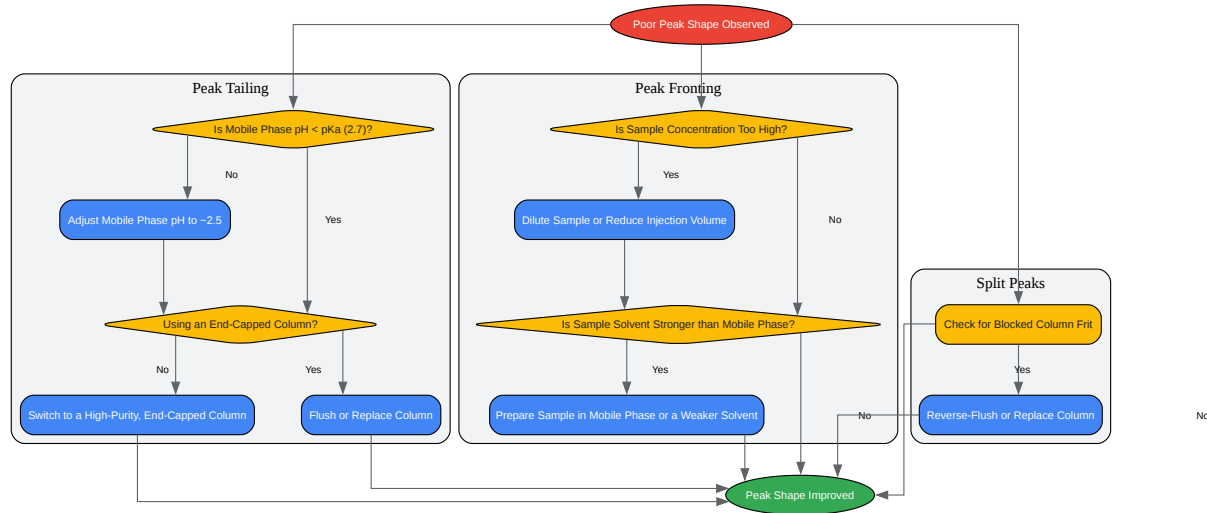 Poor Peak Shape Observed
Peak Tailing
Peak Fronting
Is Mobile Phase pH < pKa (2.7)?
Is Sample Concentration Too High?
No
Yes
Adjust Mobile Phase pH to ~2.5
Yes
Dilute Sample or Reduce Injection Volume
No
Split Peaks
Using an End-Capped Column?
Is Sample Solvent Stronger than Mobile Phase?
Check for Blocked Column Frit
No
Yes
Yes
Yes
Switch to a High-Purity, End-Capped Column
Flush or Replace Column
Prepare Sample in Mobile Phase or a Weaker Solvent
No
Reverse-Flush or Replace Column
No
Peak Shape Improved